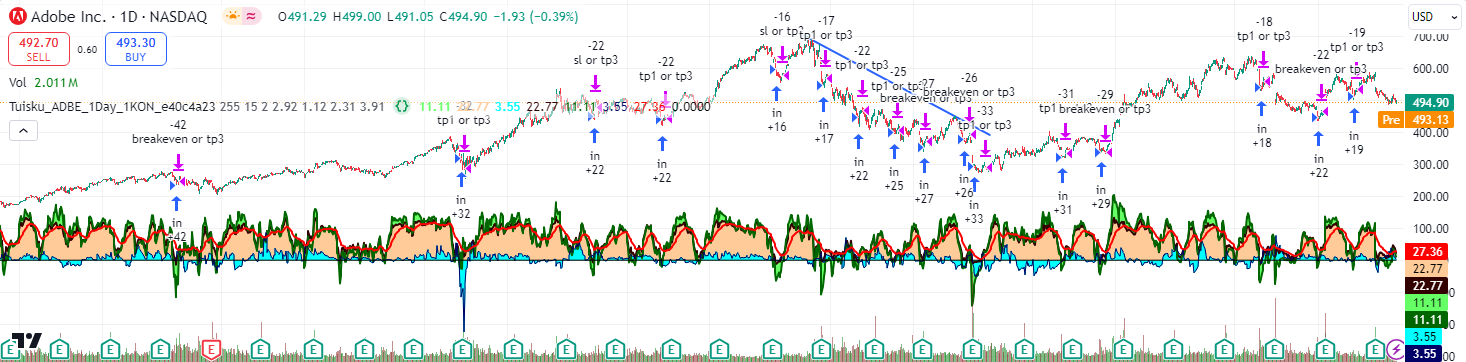 Adobe Inc. · 1D · NASDAQ O491.29 H499.00 L491.05 C494.90 −1.93 (−0.39%)
USD
492.70
SELL
0.60
493.30
BUY
Vol 2.011 M
Tuisku_ADBE_1Day_1KON_e40c4a23 255 15 2 2.92 1.12 2.31 3.91 11.11 22.77 3.55 22.77 11.11 3.55 27.36 0.0000
-42
breakeven or tp3
in
+42
-32
tp1 or tp3
in
+32
-22
sl or tp3
in
+22
-22
tp1 or tp3
in
+22
-16
sl or tp3
in
+16
-17
tp1 or tp3
in
+17
-22
tp1 or tp3
in
+22
-25
tp1 or tp3
in
+25
-27
breakeven or tp3
in
+27
-26
breakeven or tp3
in
+26
-33
tp1 or tp3
in
+33
-31
tp1 or tp3
in
+31
-29
breakeven or tp3
in
+29
-18
tp1 or tp3
in
+18
-22
breakeven or tp3
in
+22
-19
tp1 or tp3
in
+19
700.00
600.00
494.90
Pre 493.13
400.00
300.00
200.00
100.00
27.36
22.77
22.77
11.11
11.11
3.55
3.55
E E E E E E E E E E E E E E E E E E E E E E E E E E E E